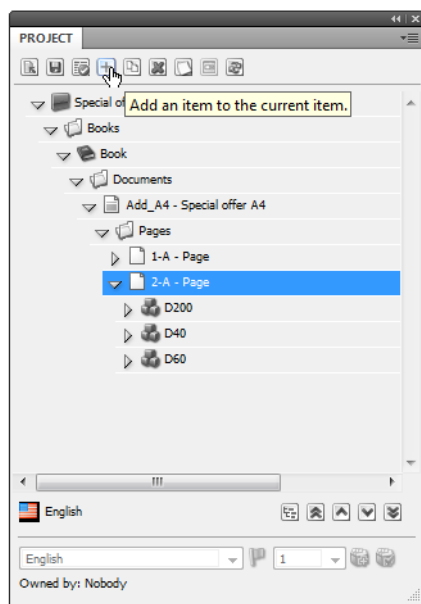 PROJECT
Special of
Add an item to the current item.
Books
Book
Documents
Add_A4 - Special offer A4
Pages
1-A - Page
2-A - Page
D200
D40
D60
English
English
1
Owned by: Nobody